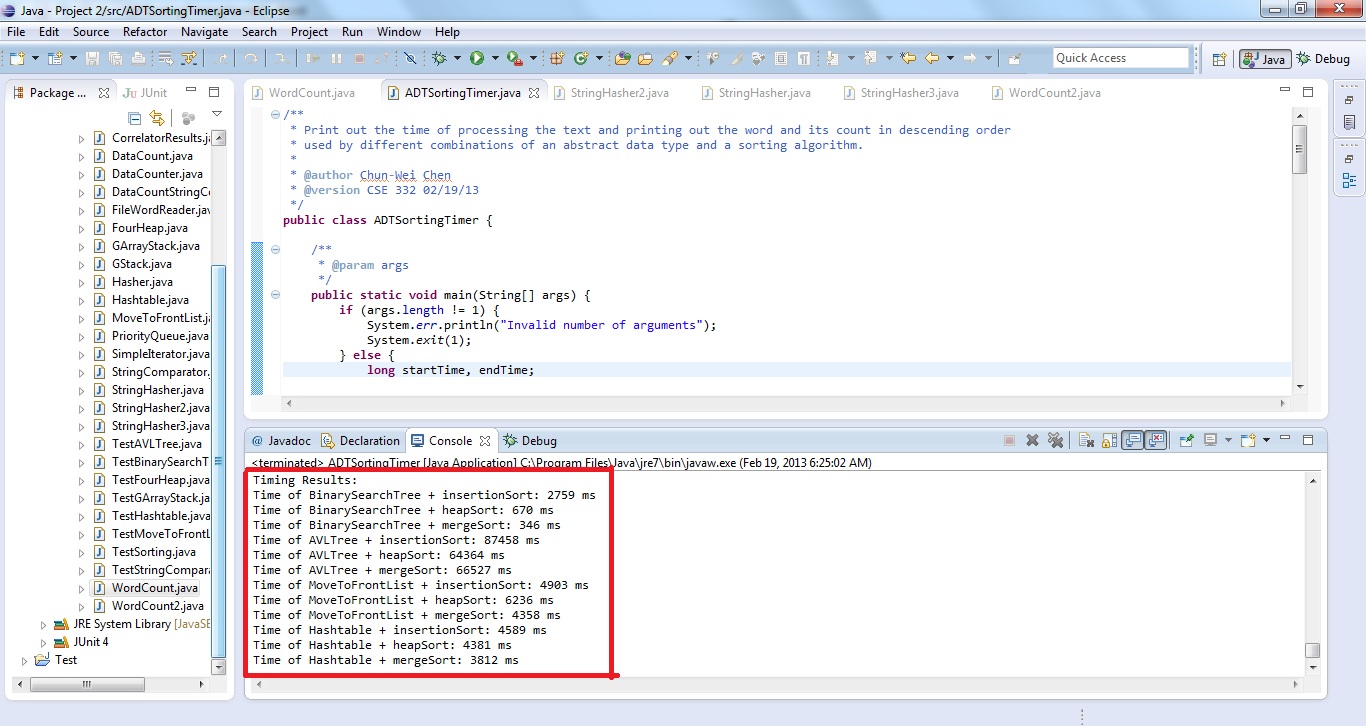 Java - Project 2/src/ADTSortingTimer.java - Eclipse
File Edit Source Refactor Navigate Search Project Run Window Help
Quick Access Java Debug
Package ... JUnit
WordCount.java ADTSortingTimer.java StringHasher2.java StringHasher.java StringHasher3.java WordCount2.java
CorrelatorResults.ja
DataCount.java
DataCounter.java
DataCountStringCo
FileWordReader.jav
FourHeap.java
GArrayStack.java
GStack.java
Hasher.java
Hashtable.java
MoveToFrontList.ja
PriorityQueue.java
SimpleIterator.java
StringComparator.
StringHasher.java
StringHasher2.java
StringHasher3.java
TestAVLTree.java
TestBinarySearchT
TestFourHeap.java
TestGArrayStack.ja
TestHashtable.java
TestMoveToFrontL
TestSorting.java
TestStringCompara
WordCount.java
WordCount2.java
JRE System Library [JavaSE
JUnit 4
Test
/**
* Print out the time of processing the text and printing out the word and its count in descending order
* used by different combinations of an abstract data type and a sorting algorithm.
*
* @author Chun-Wei Chen
* @version CSE 332 02/19/13
*/
public class ADTSortingTimer {
/**
* @param args
*/
public static void main(String[] args) {
if (args.length != 1) {
System.err.println("Invalid number of arguments");
System.exit(1);
} else {
long startTime, endTime;
@ Javadoc Declaration Console Debug
<terminated> ADTSortingTimer [Java Application] C:\Program Files\Java\jre7\bin\javaw.exe (Feb 19, 2013 6:25:02 AM)
Timing Results:
Time of BinarySearchTree + insertionSort: 2759 ms
Time of BinarySearchTree + heapSort: 670 ms
Time of BinarySearchTree + mergeSort: 346 ms
Time of AVLTree + insertionSort: 87458 ms
Time of AVLTree + heapSort: 64364 ms
Time of AVLTree + mergeSort: 66527 ms
Time of MoveToFrontList + insertionSort: 4903 ms
Time of MoveToFrontList + heapSort: 6236 ms
Time of MoveToFrontList + mergeSort: 4358 ms
Time of Hashtable + insertionSort: 4589 ms
Time of Hashtable + heapSort: 4381 ms
Time of Hashtable + mergeSort: 3812 ms